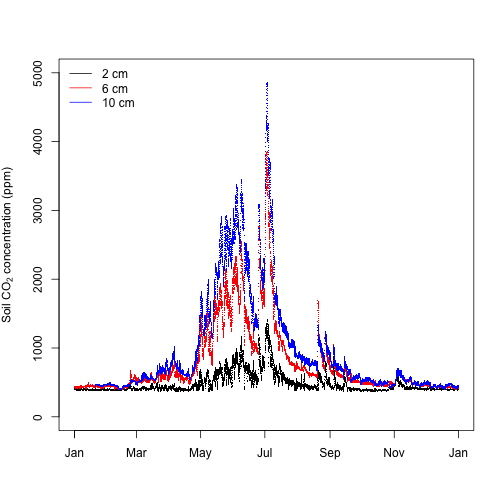 2 cm
6 cm
10 cm
Soil CO₂ concentration (ppm)
5000
4000
3000
2000
1000
0
Jan Mar May Jul Sep Nov Jan